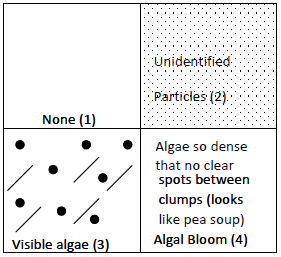 Unidentified
Particles (2)
None (1)
Algae so dense
that no clear
spots between
clumps (looks
like pea soup)
Visible algae (3)
Algal Bloom (4)